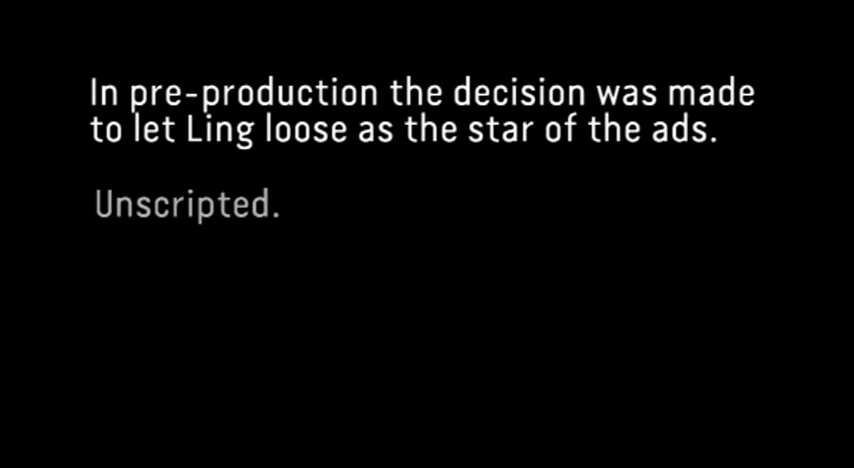 In pre-production the decision was made
to let Ling loose as the star of the ads.
Unscripted.